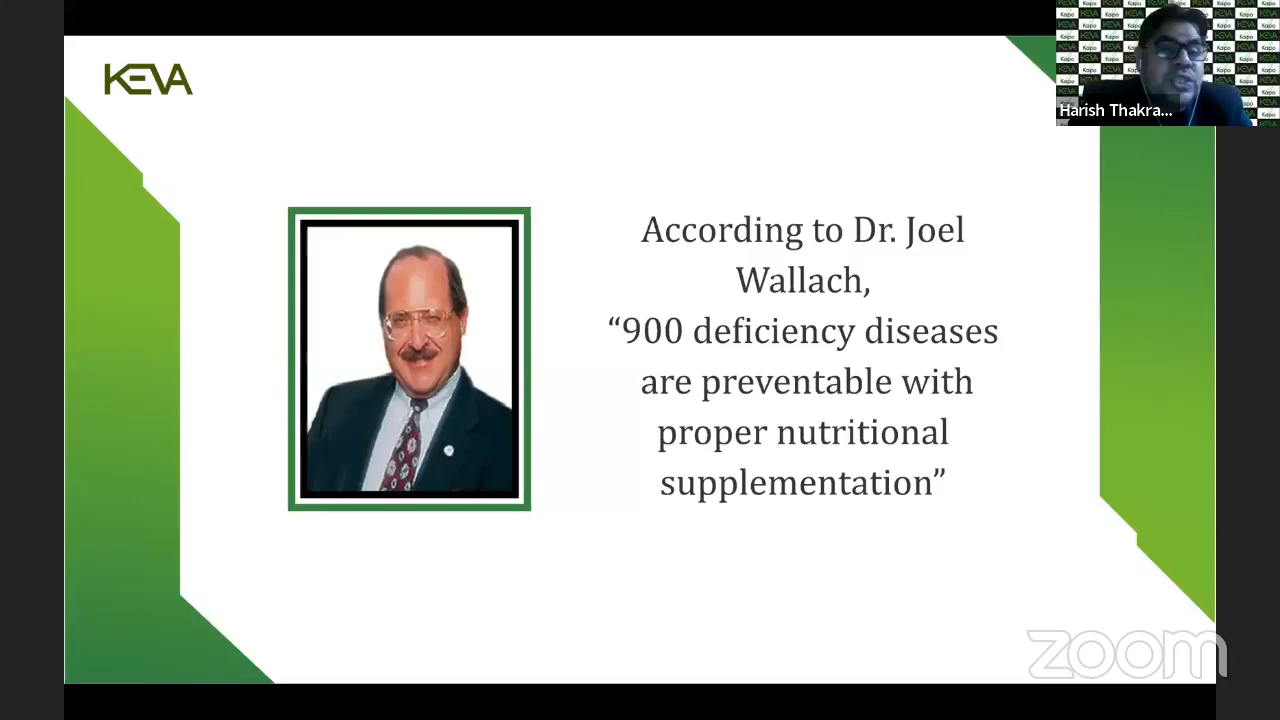 KEVA
Harish Thakra...
According to Dr. Joel
Wallach,
“900 deficiency diseases
are preventable with
proper nutritional
supplementation”
zoom